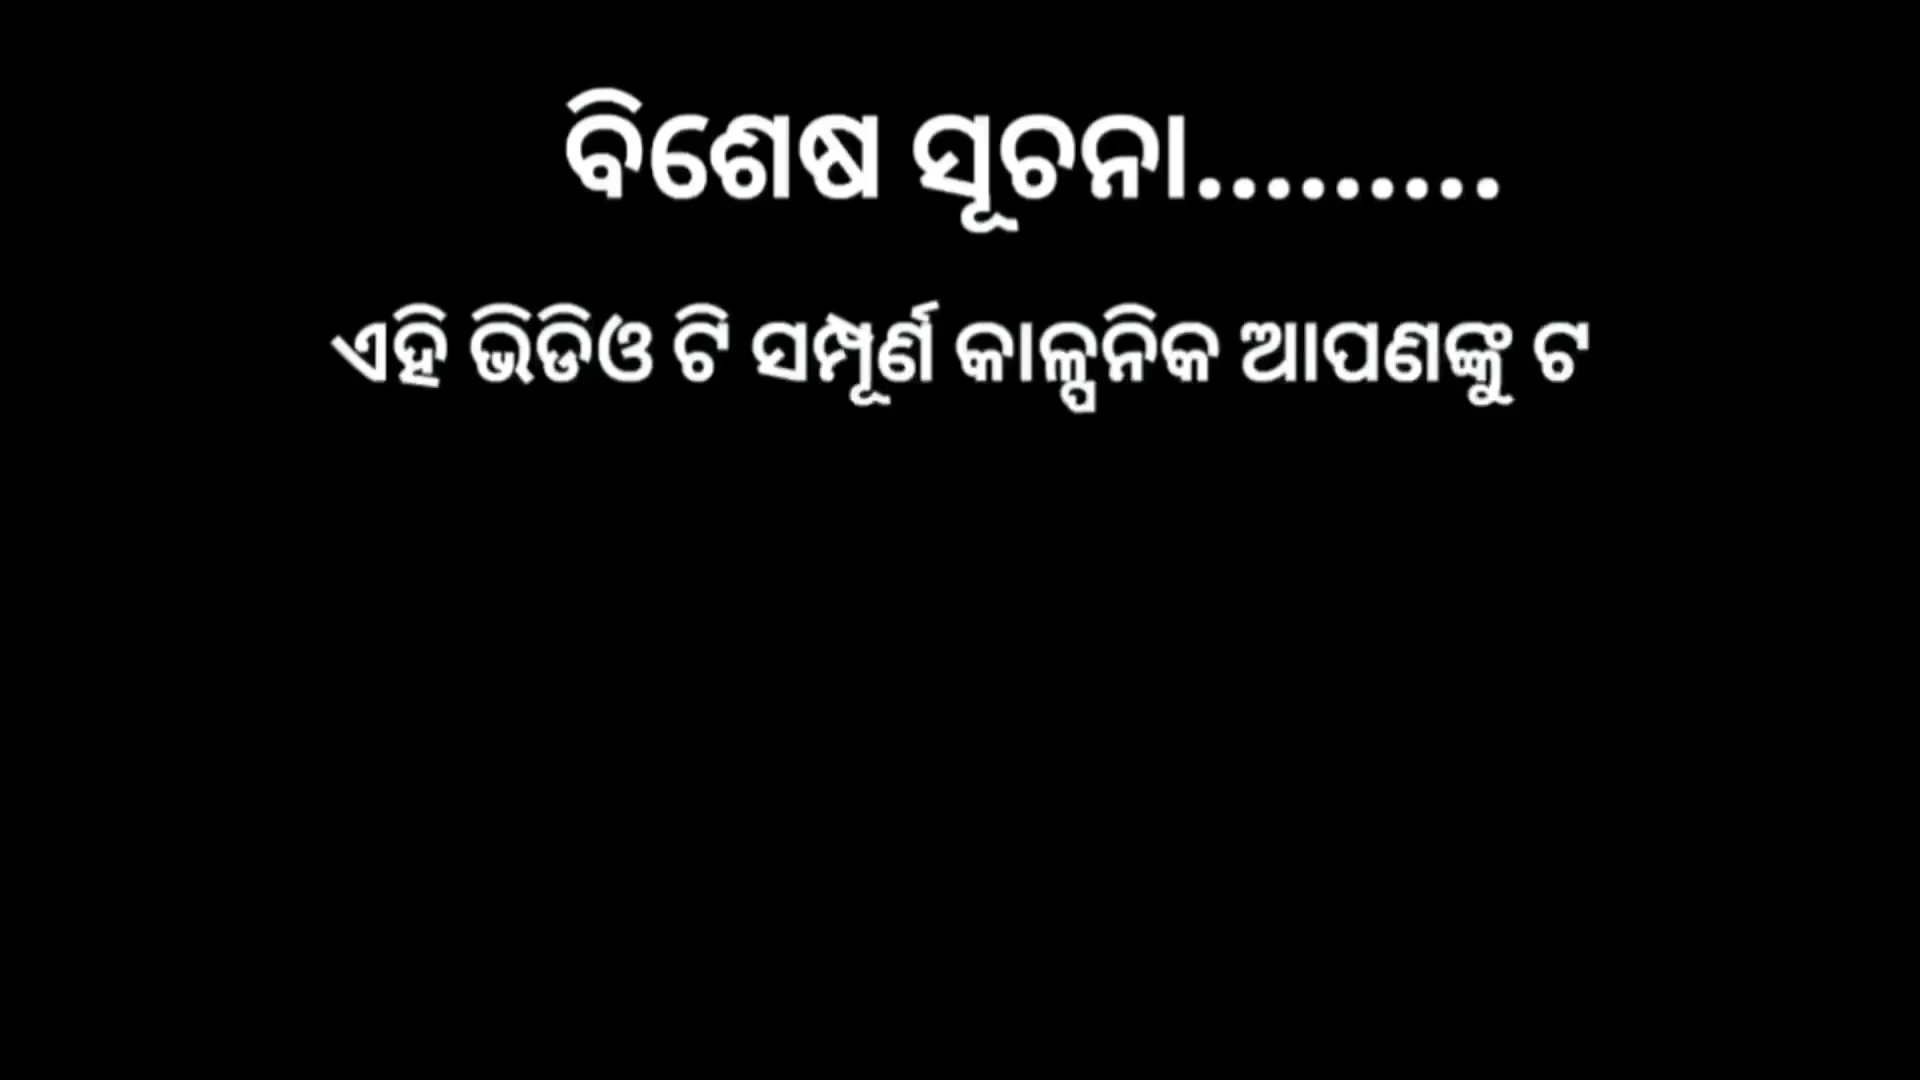 ବିଶେଷ ସୂଚନା.........
ଏହି ଭିଡିଓ ଟି ସମ୍ପୂର୍ଣ କାଳ୍ପନିକ ଆପଣଙ୍କୁ ଟ